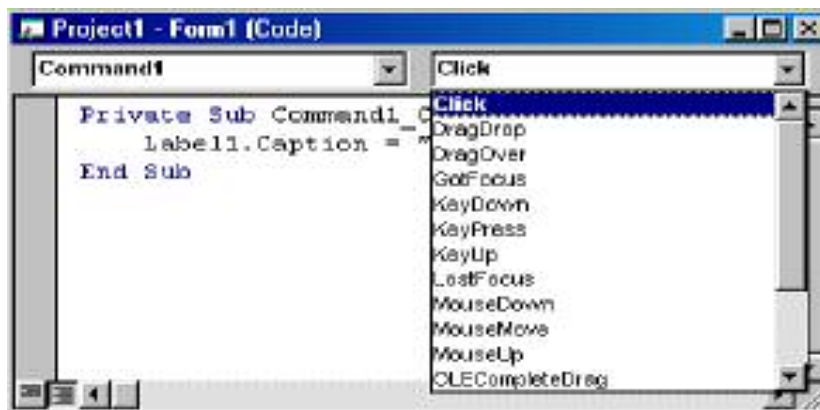 Project1 - Form1 (Code)
Command1
Click
Private Sub Command1_C
Label1.Caption = "
End Sub
Click
DragDrop
DragOver
GotFocus
KeyDown
KeyPress
KeyUp
LostFocus
MouseDown
MouseMove
MouseUp
OLECompleteDrag